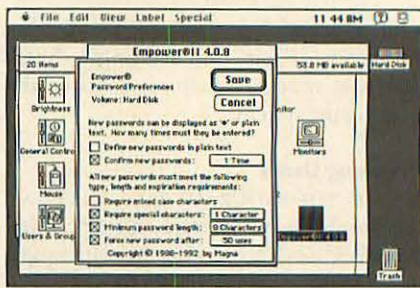 File Edit View Label Special 11:44 AM
Empower®II 4.0.8
20 items 53.8 MB available Hard Disk
Empower®
Password Preferences
Volume: Hard Disk
Save
Cancel
New passwords can be displayed as '◆' or plain
text. How many times must they be entered?
Define new passwords in plain text
Confirm new passwords: 1 Time
All new passwords must meet the following
type, length and expiration requirements:
Require mixed case characters
Require special characters: 1 Character
Minimum password length: 8 Characters
Force new password after: 50 uses
Copyright © 1988-1992 by Magna
Brightness
General Contro
Mouse
Users & Group
nitor
Monitors
Trash